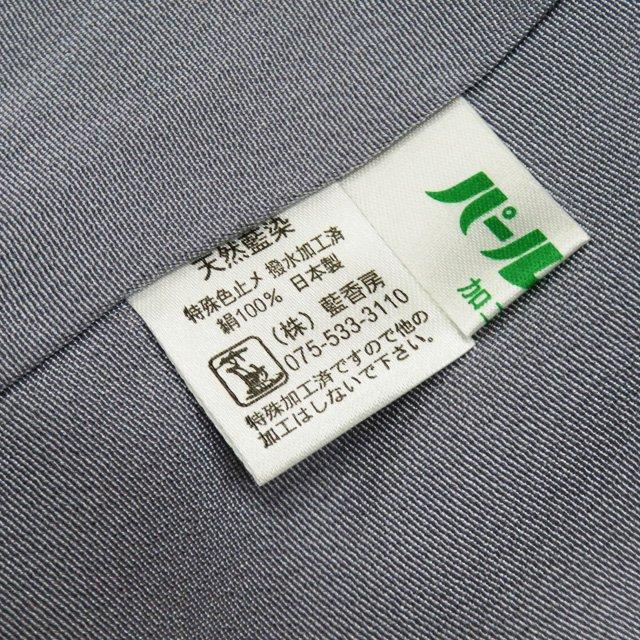 天然藍染
特殊色止メ 撥水加工済
絹100% 日本製
(株) 藍香房
075-533-3110
特殊加工済ですので他の
加工はしないで下さい。
パール
加工